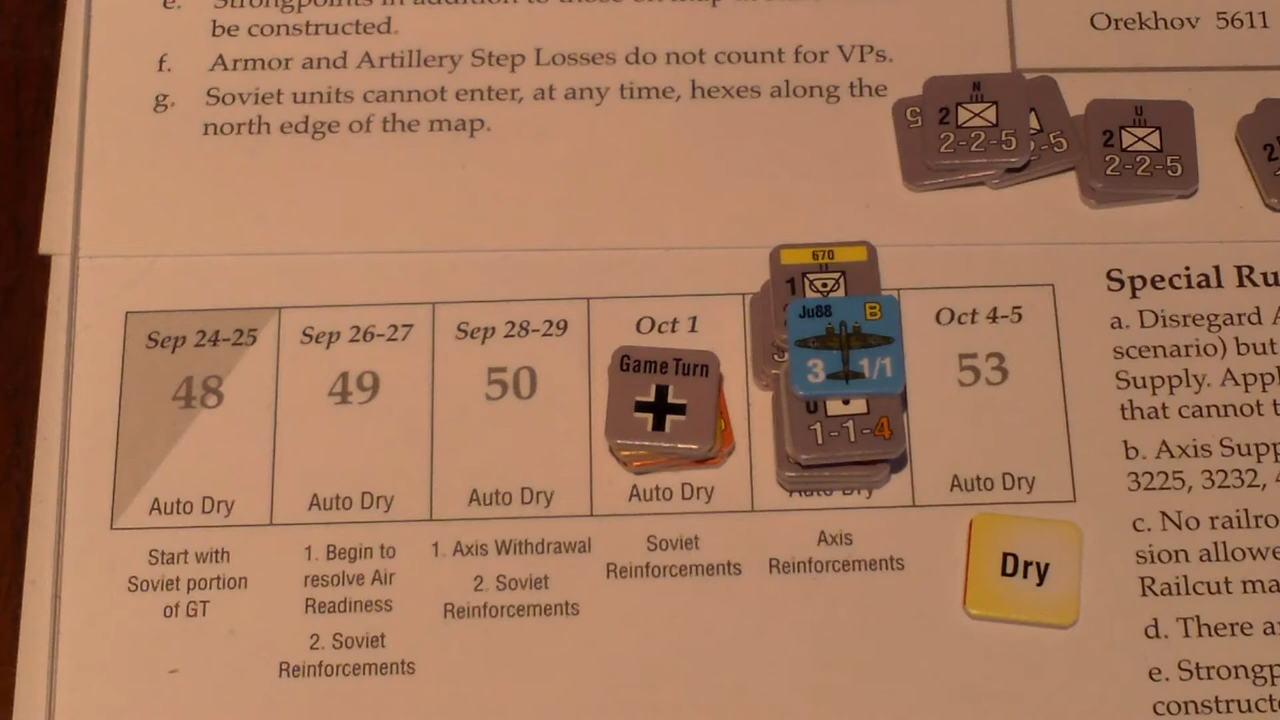 be constructed.
f. Armor and Artillery Step Losses do not count for VPs.
g. Soviet units cannot enter, at any time, hexes along the
north edge of the map.
Orekhov 5611
N
2
2-2-5
5
-5
U
2
2-2-5
2
Sep 24-25
48
Auto Dry
Start with
Soviet portion
of GT
Sep 26-27
49
Auto Dry
1. Begin to
resolve Air
Readiness
2. Soviet
Reinforcements
Sep 28-29
50
Auto Dry
1. Axis Withdrawal
2. Soviet
Reinforcements
Oct 1
Game Turn
Auto Dry
Soviet
Reinforcements
670
1
Ju88 B
3 1/1
1-1-4
Auto Dry
Axis
Reinforcements
Oct 4-5
53
Auto Dry
Dry
Special Ru
a. Disregard
scenario) but
Supply. Appl
that cannot t
b. Axis Supp
3225, 3232,
c. No railro
sion allowe
Railcut ma
d. There a
e. Strongp
construct